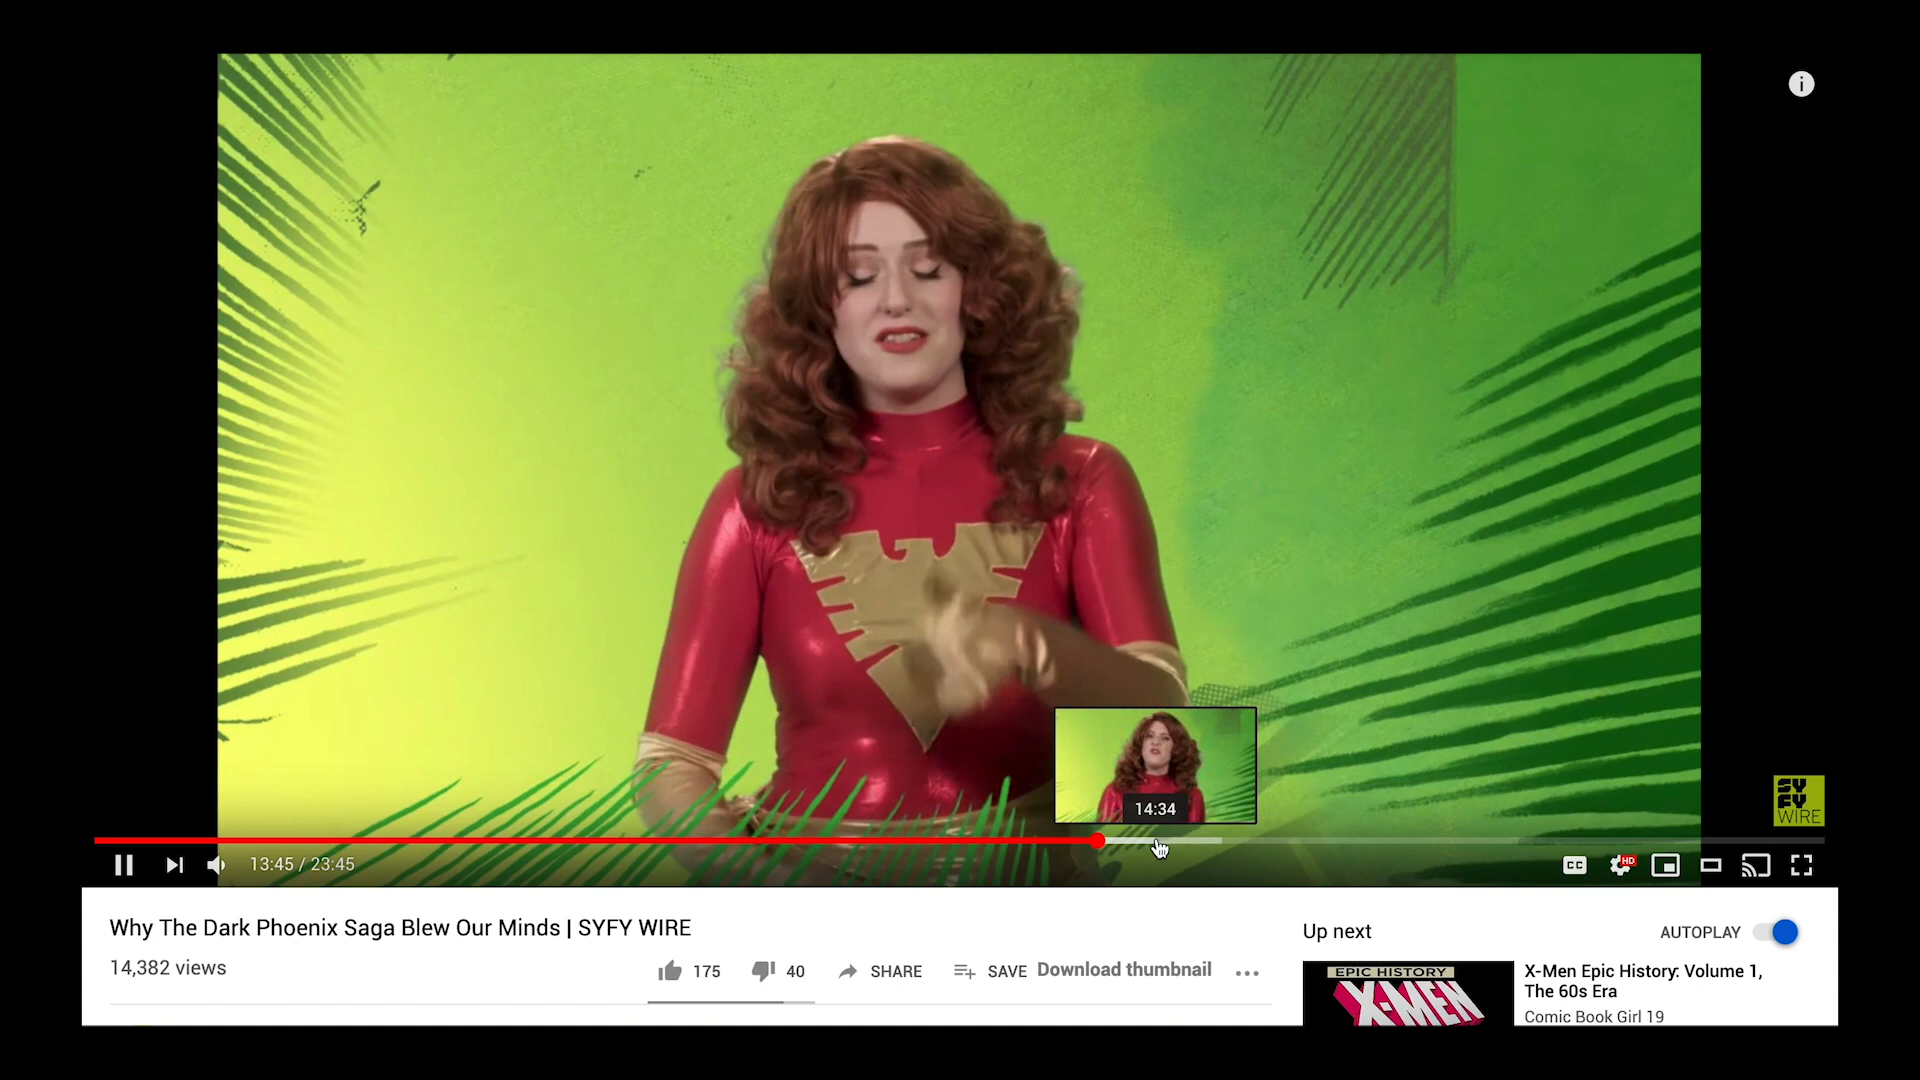 SY
FY
WIRE
14:34
13:45 / 23:45
CC
HD
Why The Dark Phoenix Saga Blew Our Minds | SYFY WIRE
14,382 views
175
40
SHARE
SAVE
Download thumbnail
Up next
AUTOPLAY
EPIC HISTORY
X-MEN
X-Men Epic History: Volume 1,
The 60s Era
Comic Book Girl 19